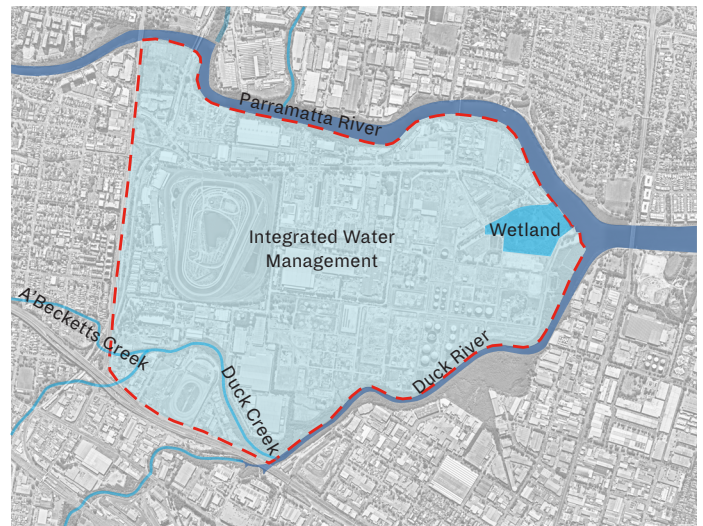 Parramatta River
Wetland
Integrated Water
Management
A'Becketts Creek
Duck River
Duck Creek